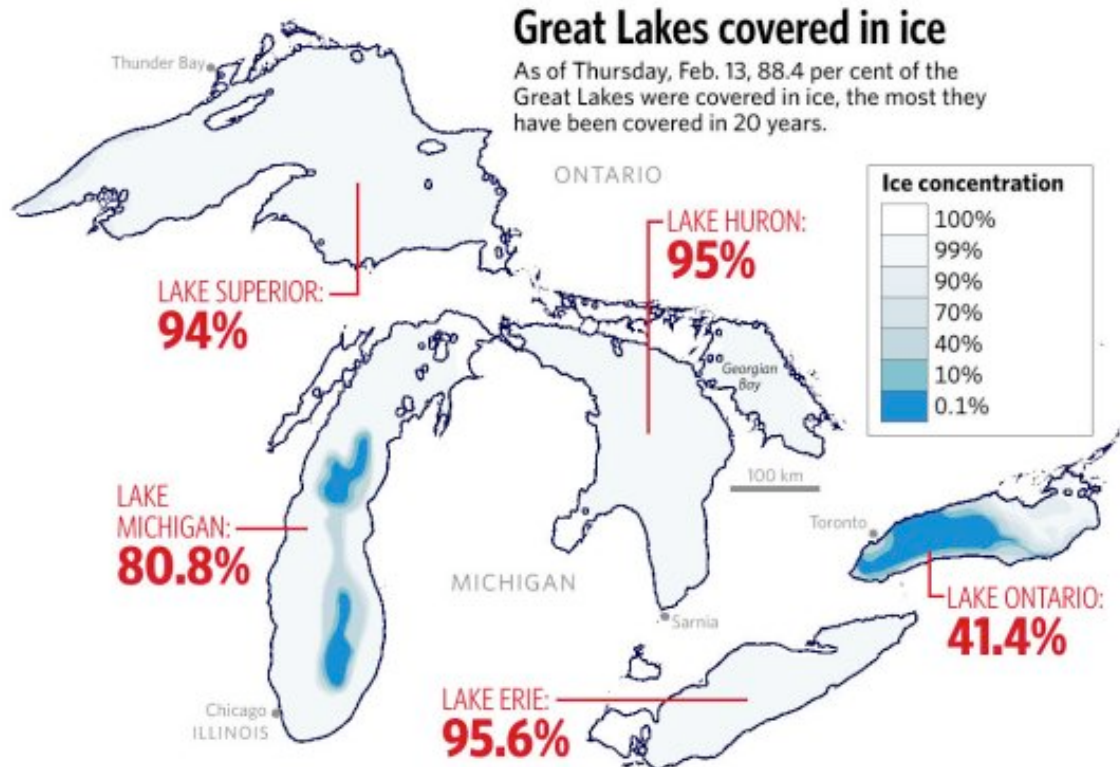 Great Lakes covered in ice
As of Thursday, Feb. 13, 88.4 per cent of the
Great Lakes were covered in ice, the most they
have been covered in 20 years.
Thunder Bay
ONTARIO
Ice concentration
100%
99%
90%
70%
40%
10%
0.1%
LAKE HURON:
95%
LAKE SUPERIOR:
94%
Georgian
Bay
100 km
LAKE
MICHIGAN:
80.8%
Toronto
MICHIGAN
LAKE ONTARIO:
41.4%
Sarnia
LAKE ERIE:
95.6%
Chicago
ILLINOIS